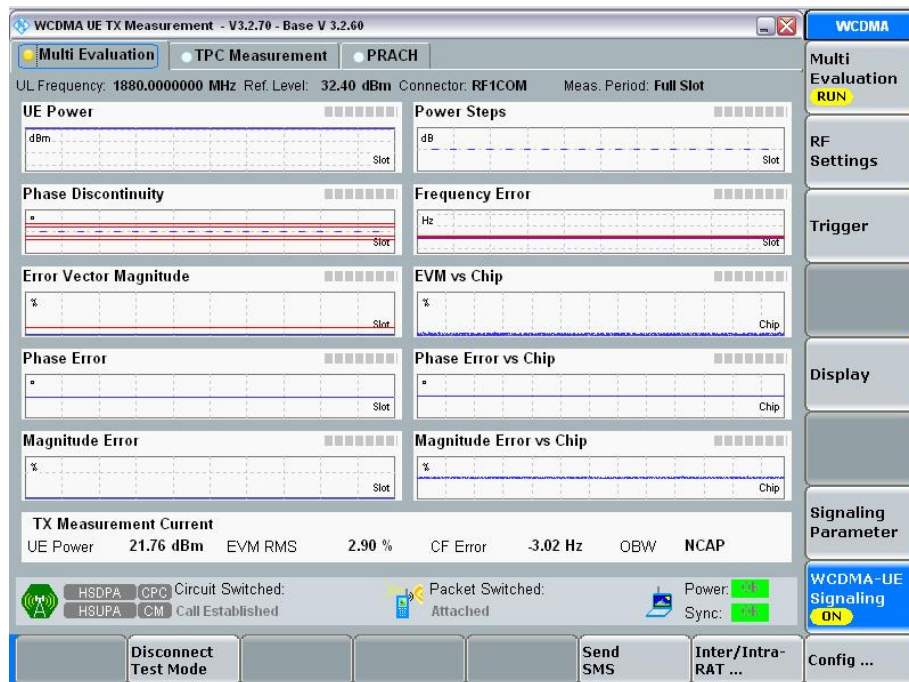 WCDMA UE TX Measurement - V3.2.70 - Base V 3.2.60
WCDMA
Multi Evaluation TPC Measurement PRACH
Multi
Evaluation
RUN
UL Frequency: 1880.0000000 MHz Ref. Level: 32.40 dBm Connector: RF1COM Meas. Period: Full Slot
UE Power
dBm
Slot
Power Steps
dB
Slot
RF
Settings
Phase Discontinuity
°
Slot
Frequency Error
Hz
Slot
Trigger
Error Vector Magnitude
%
Slot
EVM vs Chip
%
Chip
Phase Error
°
Slot
Phase Error vs Chip
°
Chip
Display
Magnitude Error
%
Slot
Magnitude Error vs Chip
%
Chip
Signaling
Parameter
TX Measurement Current
UE Power 21.76 dBm EVM RMS 2.90 % CF Error -3.02 Hz OBW NCAP
WCDMA-UE
Signaling
ON
HSDPA CPC Circuit Switched: Packet Switched: Power: OK
HSUPA CM Call Established Attached Sync: OK
Disconnect
Test Mode
Send
SMS
Inter/Intra-
RAT ...
Config ...